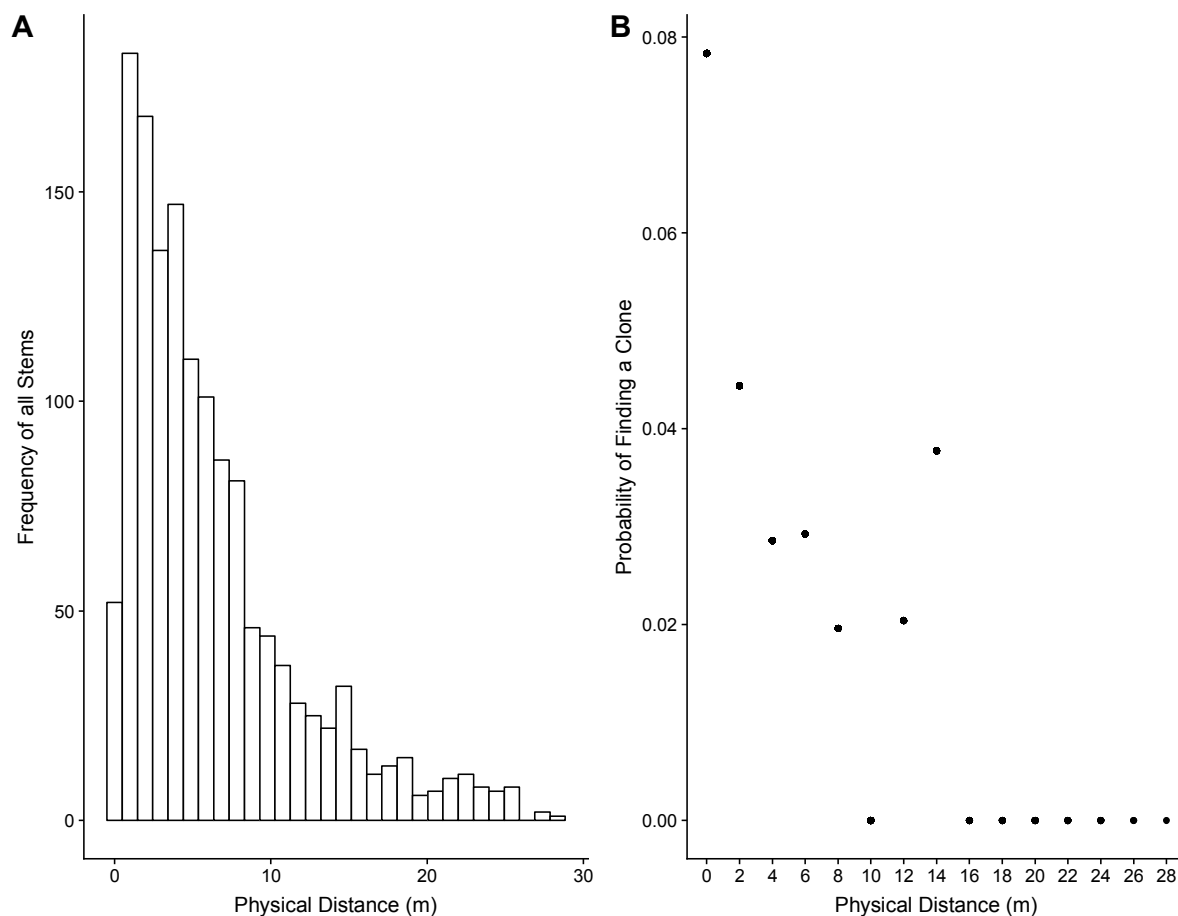 A
Frequency of all Stems
150
100
50
0
0 10 20 30
Physical Distance (m)
B
Probability of Finding a Clone
0.08
0.06
0.04
0.02
0.00
0 2 4 6 8 10 12 14 16 18 20 22 24 26 28
Physical Distance (m)